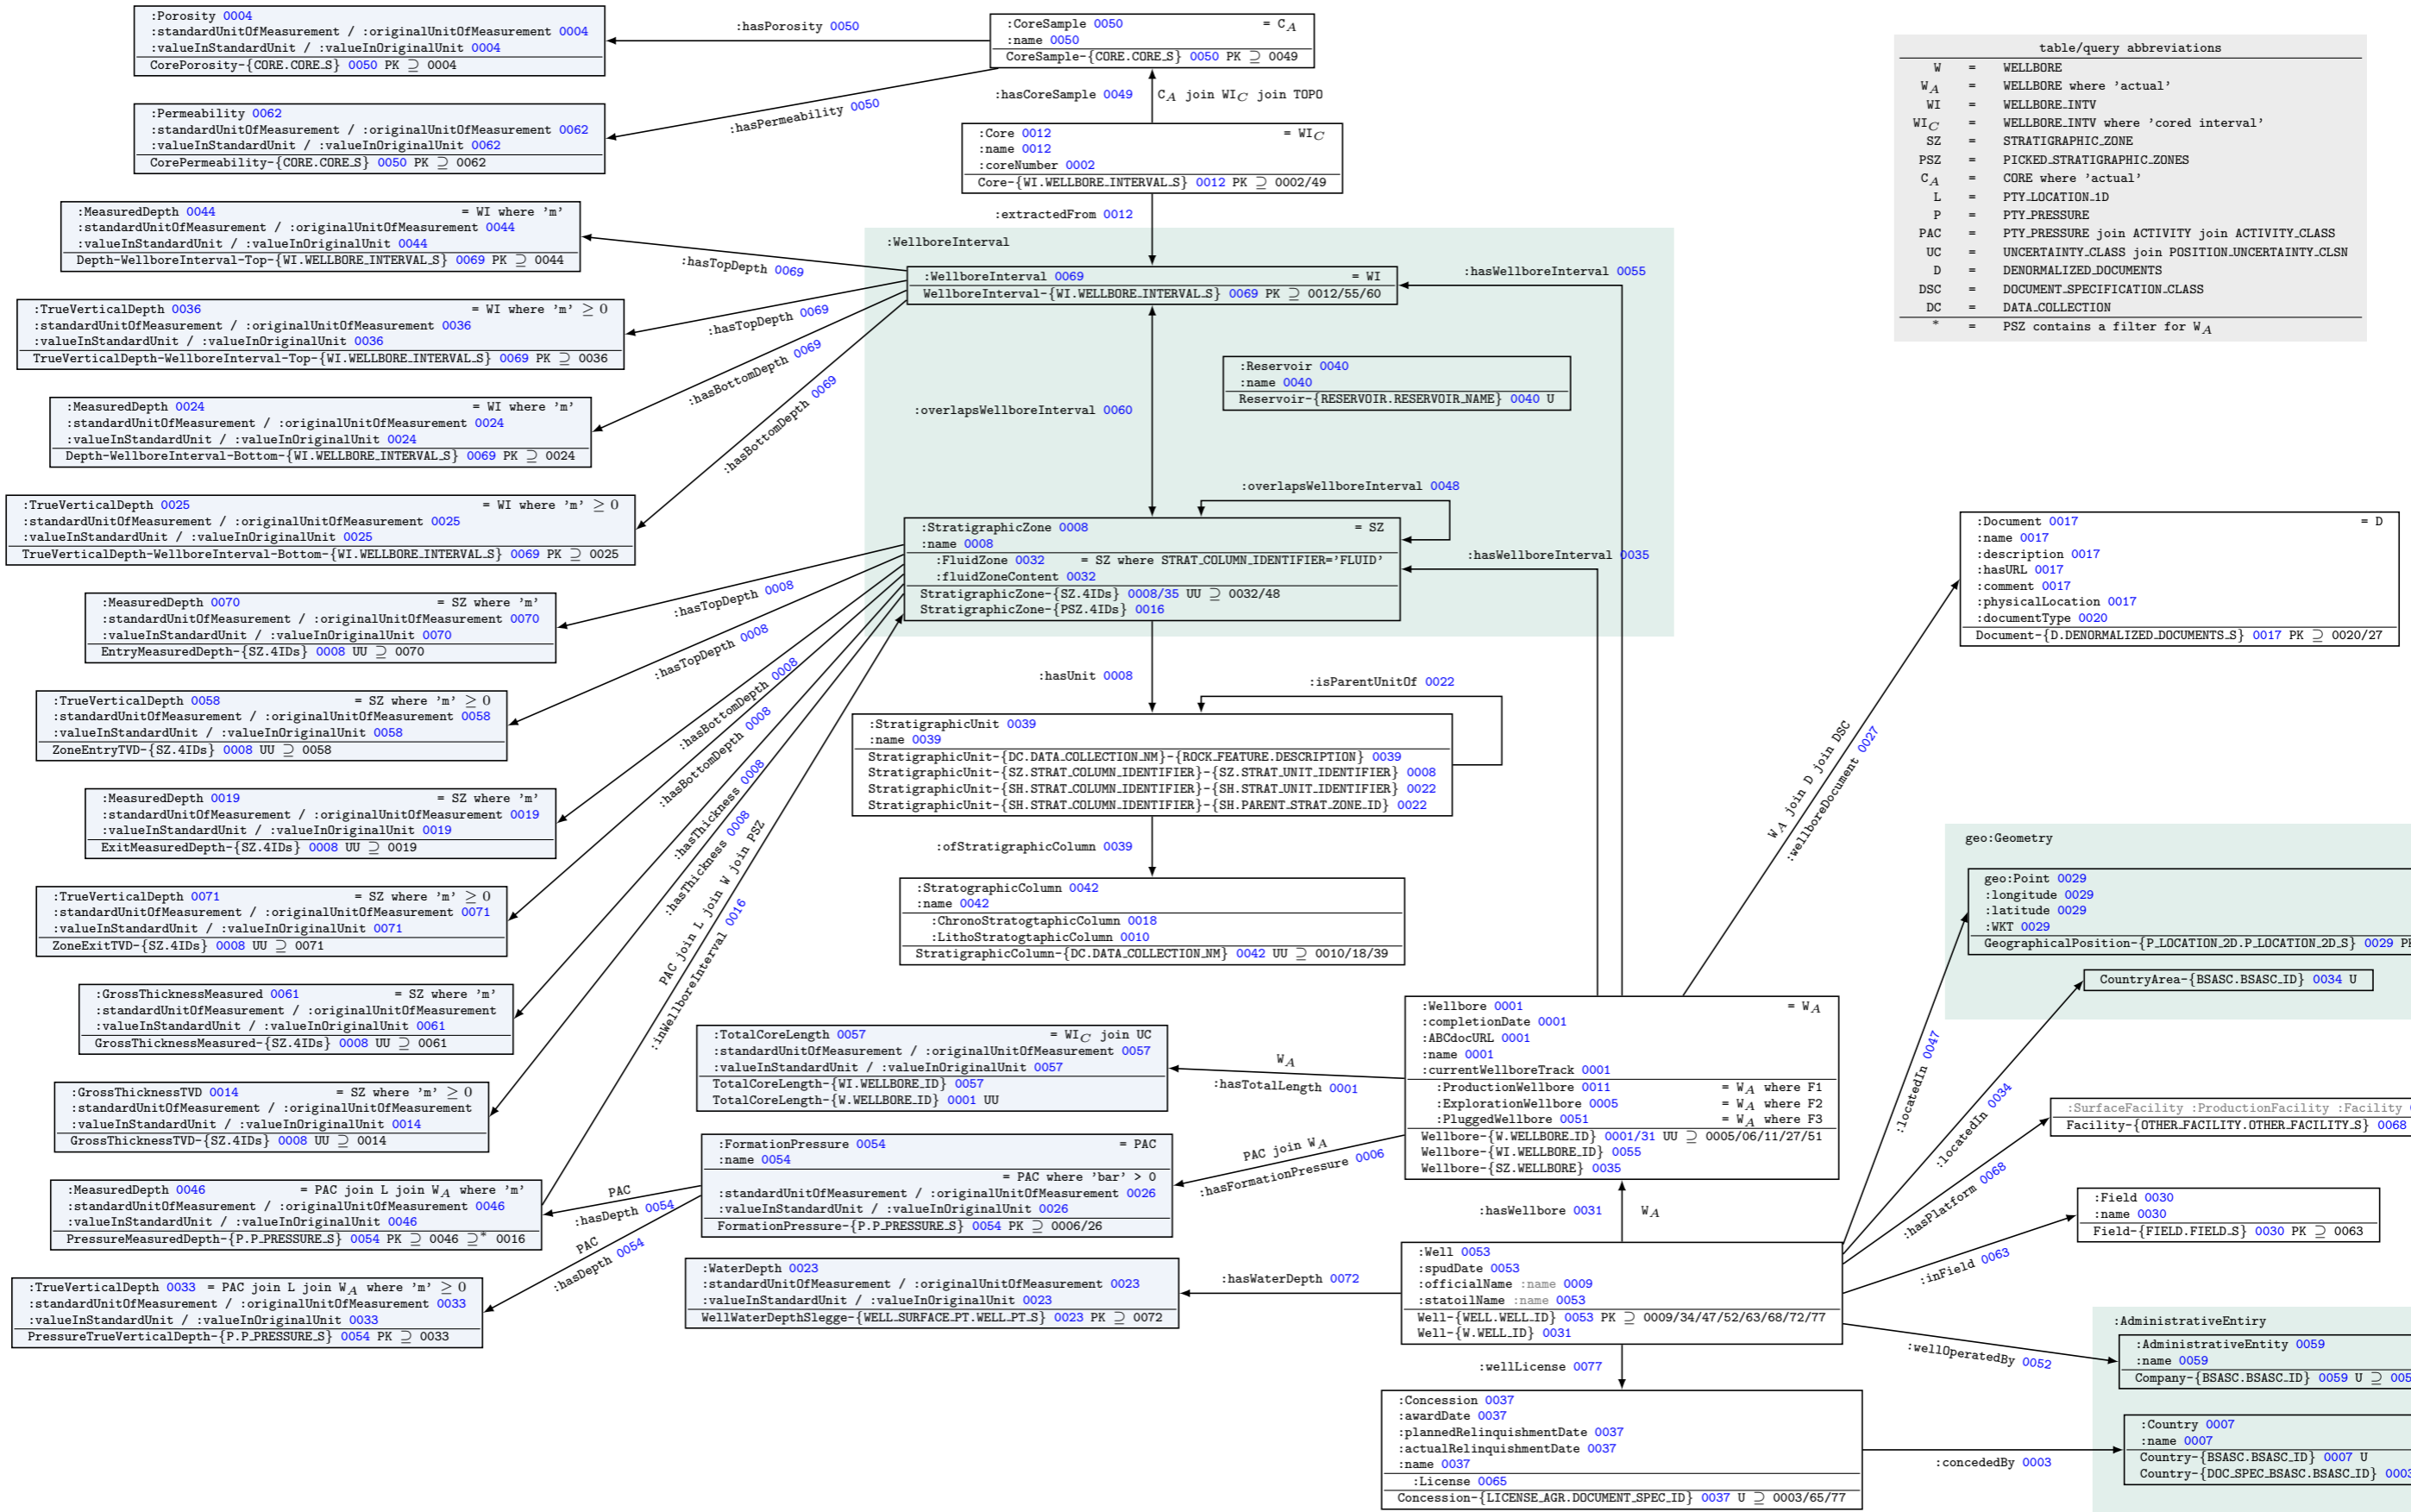 :Porosity 0004
:standardUnitOfMeasurement / :originalUnitOfMeasurement 0004
:valueInStandardUnit / :valueInOriginalUnit 0004
CorePorosity-{CORE.CORE_S} 0050 PK ⊇ 0004
:hasPorosity 0050
:CoreSample 0050 = C_A
:name 0050
CoreSample-{CORE.CORE_S} 0050 PK ⊇ 0049
:Permeability 0062
:standardUnitOfMeasurement / :originalUnitOfMeasurement 0062
:valueInStandardUnit / :valueInOriginalUnit 0062
CorePermeability-{CORE.CORE_S} 0050 PK ⊇ 0062
:hasPermeability 0050
:hasCoreSample 0049
C_A join WI_C join TOPO
:Core 0012 = WI_C
:name 0012
:coreNumber 0002
Core-{WI.WELLBORE_INTERVAL_S} 0012 PK ⊇ 0002/49
:extractedFrom 0012
table/query abbreviations
W = WELLBORE
W_A = WELLBORE where 'actual'
WI = WELLBORE_INTV
WI_C = WELLBORE_INTV where 'cored interval'
SZ = STRATIGRAPHIC_ZONE
PSZ = PICKED_STRATIGRAPHIC_ZONES
C_A = CORE where 'actual'
L = PTY_LOCATION_1D
P = PTY_PRESSURE
PAC = PTY_PRESSURE join ACTIVITY join ACTIVITY_CLASS
UC = UNCERTAINTY_CLASS join POSITION_UNCERTAINTY_CLSN
D = DENORMALIZED_DOCUMENTS
DSC = DOCUMENT_SPECIFICATION_CLASS
DC = DATA_COLLECTION
* = PSZ contains a filter for W_A
:MeasuredDepth 0044 = WI where 'm'
:standardUnitOfMeasurement / :originalUnitOfMeasurement 0044
:valueInStandardUnit / :valueInOriginalUnit 0044
Depth-WellboreInterval-Top-{WI.WELLBORE_INTERVAL_S} 0069 PK ⊇ 0044
:hasTopDepth 0069
:WellboreInterval
:WellboreInterval 0069 = WI
WellboreInterval-{WI.WELLBORE_INTERVAL_S} 0069 PK ⊇ 0012/55/60
:hasWellboreInterval 0055
:TrueVerticalDepth 0036 = WI where 'm' ≥ 0
:standardUnitOfMeasurement / :originalUnitOfMeasurement 0036
:valueInStandardUnit / :valueInOriginalUnit 0036
TrueVerticalDepth-WellboreInterval-Top-{WI.WELLBORE_INTERVAL_S} 0069 PK ⊇ 0036
:hasTopDepth 0069
:hasBottomDepth 0069
:hasBottomDepth 0069
:MeasuredDepth 0024 = WI where 'm'
:standardUnitOfMeasurement / :originalUnitOfMeasurement 0024
:valueInStandardUnit / :valueInOriginalUnit 0024
Depth-WellboreInterval-Bottom-{WI.WELLBORE_INTERVAL_S} 0069 PK ⊇ 0024
:Reservoir 0040
:name 0040
Reservoir-{RESERVOIR.RESERVOIR_NAME} 0040 U
:overlapsWellboreInterval 0060
:overlapsWellboreInterval 0048
:TrueVerticalDepth 0025 = WI where 'm' ≥ 0
:standardUnitOfMeasurement / :originalUnitOfMeasurement 0025
:valueInStandardUnit / :valueInOriginalUnit 0025
TrueVerticalDepth-WellboreInterval-Bottom-{WI.WELLBORE_INTERVAL_S} 0069 PK ⊇ 0025
:StratigraphicZone 0008 = SZ
:name 0008
:FluidZone 0032 = SZ where STRAT_COLUMN_IDENTIFIER='FLUID'
:fluidZoneContent 0032
StratigraphicZone-{SZ.4IDs} 0008/35 UU ⊇ 0032/48
StratigraphicZone-{PSZ.4IDs} 0016
:hasWellboreInterval 0035
:Document 0017 = D
:name 0017
:description 0017
:hasURL 0017
:comment 0017
:physicalLocation 0017
:documentType 0020
Document-{D.DENORMALIZED_DOCUMENTS_S} 0017 PK ⊇ 0020/27
:MeasuredDepth 0070 = SZ where 'm'
:standardUnitOfMeasurement / :originalUnitOfMeasurement 0070
:valueInStandardUnit / :valueInOriginalUnit 0070
EntryMeasuredDepth-{SZ.4IDs} 0008 UU ⊇ 0070
:hasTopDepth 0008
:hasTopDepth 0008
:hasBottomDepth 0008
:hasBottomDepth 0008
:hasThickness 0008
:hasThickness 0008
PAC join L join W join PSZ
:inWellboreInterval 0016
:hasUnit 0008
:isParentUnitOf 0022
:TrueVerticalDepth 0058 = SZ where 'm' ≥ 0
:standardUnitOfMeasurement / :originalUnitOfMeasurement 0058
:valueInStandardUnit / :valueInOriginalUnit 0058
ZoneEntryTVD-{SZ.4IDs} 0008 UU ⊇ 0058
:StratigraphicUnit 0039
:name 0039
StratigraphicUnit-{DC.DATA_COLLECTION_NM}-{ROCK_FEATURE.DESCRIPTION} 0039
StratigraphicUnit-{SZ.STRAT_COLUMN_IDENTIFIER}-{SZ.STRAT_UNIT_IDENTIFIER} 0008
StratigraphicUnit-{SH.STRAT_COLUMN_IDENTIFIER}-{SH.STRAT_UNIT_IDENTIFIER} 0022
StratigraphicUnit-{SH.STRAT_COLUMN_IDENTIFIER}-{SH.PARENT_STRAT_ZONE_ID} 0022
W_A join D join DSC
:wellboreDocument 0027
:MeasuredDepth 0019 = SZ where 'm'
:standardUnitOfMeasurement / :originalUnitOfMeasurement 0019
:valueInStandardUnit / :valueInOriginalUnit 0019
ExitMeasuredDepth-{SZ.4IDs} 0008 UU ⊇ 0019
:ofStratigraphicColumn 0039
:StratographicColumn 0042
:name 0042
:ChronoStratogtaphicColumn 0018
:LithoStratogtaphicColumn 0010
StratigraphicColumn-{DC.DATA_COLLECTION_NM} 0042 UU ⊇ 0010/18/39
geo:Geometry
geo:Point 0029
:longitude 0029
:latitude 0029
:WKT 0029
GeographicalPosition-{P_LOCATION_2D.P_LOCATION_2D_S} 0029
CountryArea-{BSASC.BSASC_ID} 0034 U
:TrueVerticalDepth 0071 = SZ where 'm' ≥ 0
:standardUnitOfMeasurement / :originalUnitOfMeasurement 0071
:valueInStandardUnit / :valueInOriginalUnit 0071
ZoneExitTVD-{SZ.4IDs} 0008 UU ⊇ 0071
:GrossThicknessMeasured 0061 = SZ where 'm'
:standardUnitOfMeasurement / :originalUnitOfMeasurement
:valueInStandardUnit / :valueInOriginalUnit 0061
GrossThicknessMeasured-{SZ.4IDs} 0008 UU ⊇ 0061
:TotalCoreLength 0057 = WI_C join UC
:standardUnitOfMeasurement / :originalUnitOfMeasurement 0057
:valueInStandardUnit / :valueInOriginalUnit 0057
TotalCoreLength-{WI.WELLBORE_ID} 0057
TotalCoreLength-{W.WELLBORE_ID} 0001 UU
W_A
:hasTotalLength 0001
:Wellbore 0001 = W_A
:completionDate 0001
:ABCdocURL 0001
:name 0001
:currentWellboreTrack 0001
:ProductionWellbore 0011 = W_A where F1
:ExplorationWellbore 0005 = W_A where F2
:PluggedWellbore 0051 = W_A where F3
Wellbore-{W.WELLBORE_ID} 0001/31 UU ⊇ 0005/06/11/27/51
Wellbore-{WI.WELLBORE_ID} 0055
Wellbore-{SZ.WELLBORE} 0035
:locatedIn 0047
:locatedIn 0034
:GrossThicknessTVD 0014 = SZ where 'm' ≥ 0
:standardUnitOfMeasurement / :originalUnitOfMeasurement
:valueInStandardUnit / :valueInOriginalUnit 0014
GrossThicknessTVD-{SZ.4IDs} 0008 UU ⊇ 0014
:SurfaceFacility :ProductionFacility :Facility
Facility-{OTHER_FACILITY.OTHER_FACILITY_S} 0068
:hasPlatform 0068
:FormationPressure 0054 = PAC
:name 0054
= PAC where 'bar' > 0
:standardUnitOfMeasurement / :originalUnitOfMeasurement 0026
:valueInStandardUnit / :valueInOriginalUnit 0026
FormationPressure-{P.P_PRESSURE_S} 0054 PK ⊇ 0006/26
PAC join W_A
:hasFormationPressure 0006
:MeasuredDepth 0046 = PAC join L join W_A where 'm'
:standardUnitOfMeasurement / :originalUnitOfMeasurement 0046
:valueInStandardUnit / :valueInOriginalUnit 0046
PressureMeasuredDepth-{P.P_PRESSURE_S} 0054 PK ⊇ 0046 ⊇* 0016
PAC
:hasDepth 0054
PAC
:hasDepth 0054
:hasWellbore 0031
W_A
:Field 0030
:name 0030
Field-{FIELD.FIELD_S} 0030 PK ⊇ 0063
:inField 0063
:TrueVerticalDepth 0033 = PAC join L join W_A where 'm' ≥ 0
:standardUnitOfMeasurement / :originalUnitOfMeasurement 0033
:valueInStandardUnit / :valueInOriginalUnit 0033
PressureTrueVerticalDepth-{P.P_PRESSURE_S} 0054 PK ⊇ 0033
:WaterDepth 0023
:standardUnitOfMeasurement / :originalUnitOfMeasurement 0023
:valueInStandardUnit / :valueInOriginalUnit 0023
WellWaterDepthSlegge-{WELL_SURFACE_PT.WELL_PT_S} 0023 PK ⊇ 0072
:hasWaterDepth 0072
:Well 0053
:spudDate 0053
:officialName :name 0009
:statoilName :name 0053
Well-{WELL.WELL_ID} 0053 PK ⊇ 0009/34/47/52/63/68/72/77
Well-{W.WELL_ID} 0031
:wellOperatedBy 0052
:AdministrativeEntiry
:AdministrativeEntity 0059
:name 0059
Company-{BSASC.BSASC_ID} 0059 U ⊇
:wellLicense 0077
:Concession 0037
:awardDate 0037
:plannedRelinquishmentDate 0037
:actualRelinquishmentDate 0037
:name 0037
:License 0065
Concession-{LICENSE_AGR.DOCUMENT_SPEC_ID} 0037 U ⊇ 0003/65/77
:concededBy 0003
:Country 0007
:name 0007
Country-{BSASC.BSASC_ID} 0007 U
Country-{DOC_SPEC_BSASC.BSASC_ID}